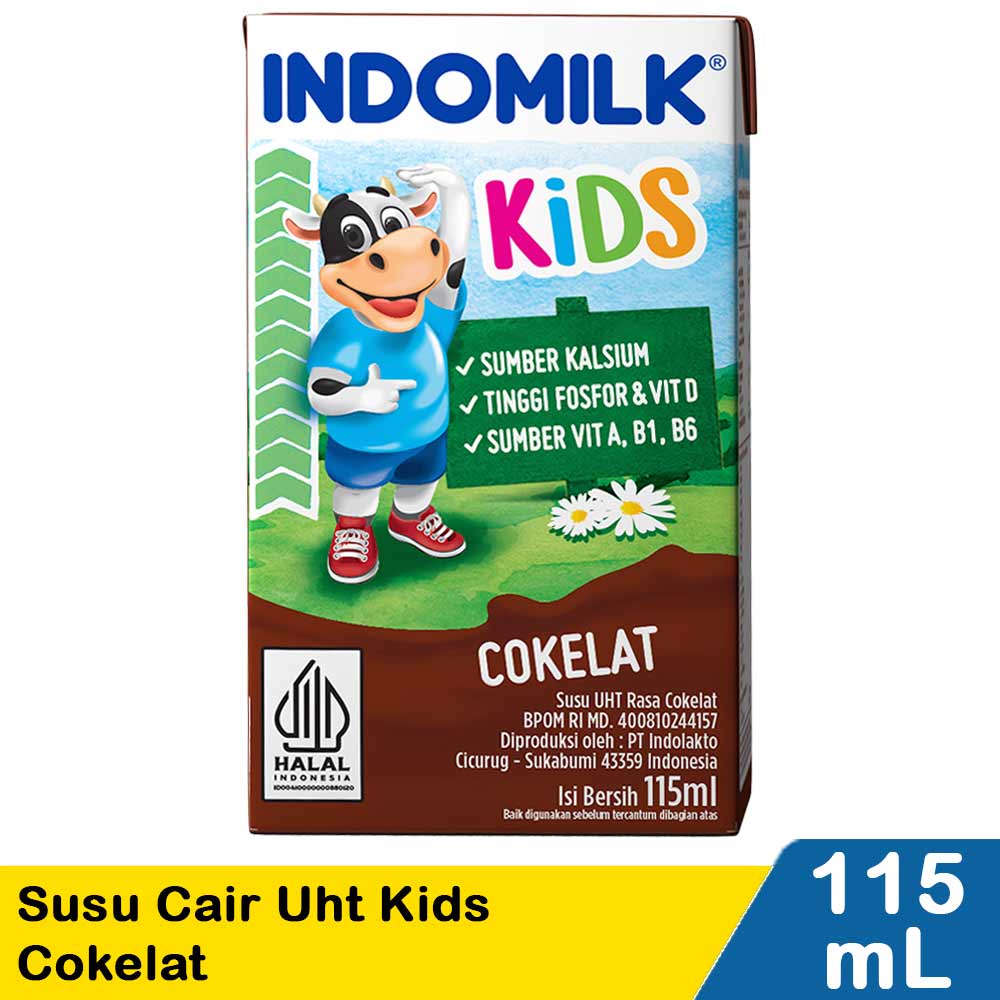 INDOMILK®
KiDS
✓ SUMBER KALSIUM
✓ TINGGI FOSFOR & VIT D
✓ SUMBER VIT A, B1, B6
COKELAT
Susu UHT Rasa Cokelat
BPOM RI MD. 400810244157
Diproduksi oleh : PT Indolakto
Cicurug - Sukabumi 43359 Indonesia
Isi Bersih 115ml
Baik digunakan sebelum tercantum dibagian atas
HALAL
INDONESIA
ID00410000000880120
Susu Cair Uht Kids
Cokelat
115
mL